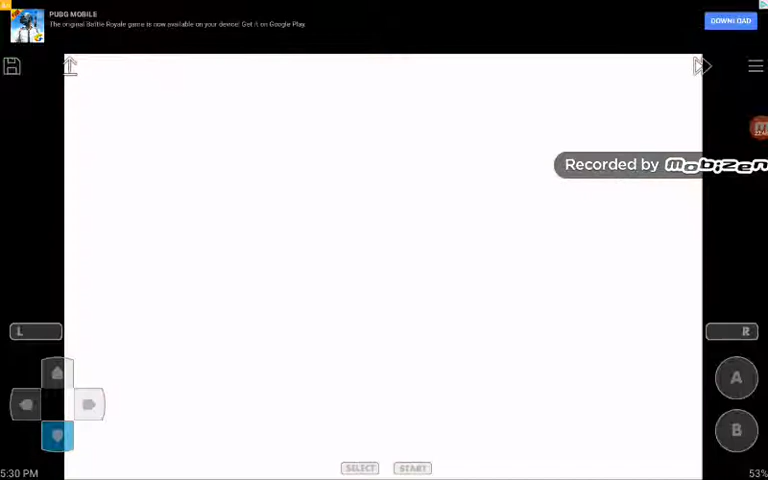 PUBG MOBILE
The original Battle Royale game is now available on your device! Get it on Google Play.
DOWNLOAD
Recorded by Mobizen
L
R
A
B
SELECT
START
5:30 PM
53%